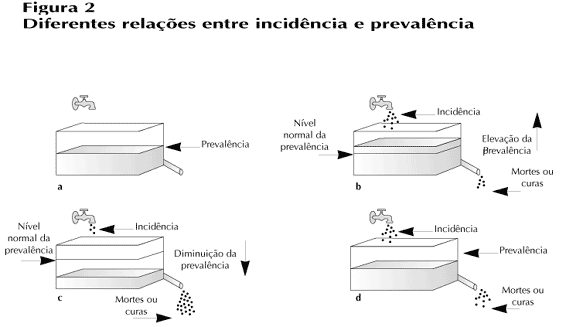 Figura 2
Diferentes relações entre incidência e prevalência
Prevalência
a
Incidência
Nível
normal da
prevalência
Elevação da
Prevalência
Mortes ou
curas
b
Incidência
Nível
normal da
prevalência
Diminuição da
prevalência
Mortes ou
curas
c
Incidência
Prevalência
Mortes ou
curas
d